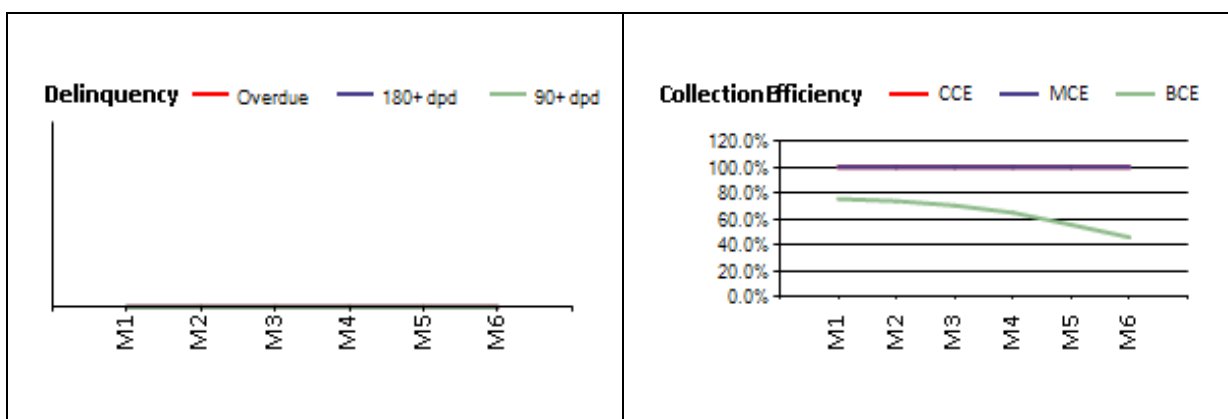 Delinquency Overdue 180+ dpd 90+ dpd
M1 M2 M3 M4 M5 M6
CollectionEfficiency CCE MCE BCE
120.0%
100.0%
80.0%
60.0%
40.0%
20.0%
0.0%
M1 M2 M3 M4 M5 M6